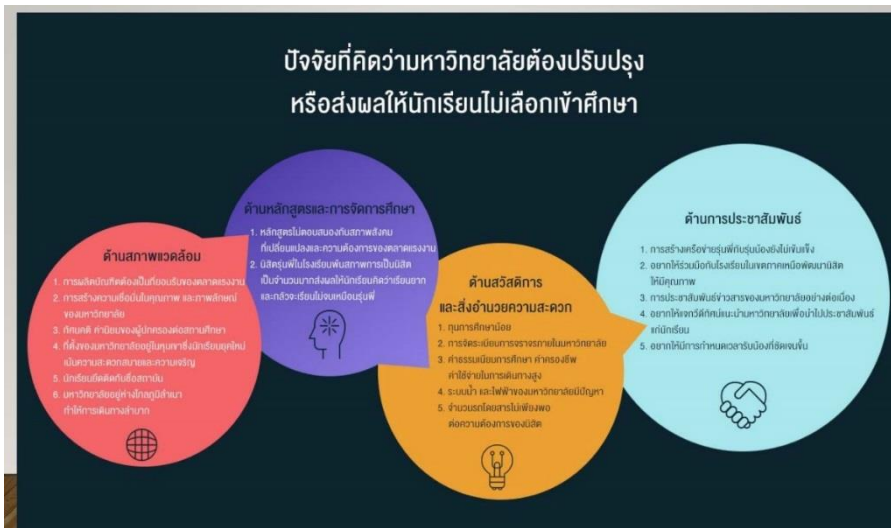 ปัจจัยที่คิดว่ามหาวิทยาลัยต้องปรับปรุง
หรือส่งผลให้นักเรียนไม่เลือกเข้าศึกษา
ด้านสภาพแวดล้อม
1. การผลิตบัณฑิตต้องเป็นที่ยอมรับของตลาดแรงงาน
2. การสร้างความเชื่อมั่นในคุณภาพ และภาพลักษณ์
ของมหาวิทยาลัย
3. ทัศนคติ ค่านิยมของผู้ปกครองต่อสถานศึกษา
4. ที่ตั้งของมหาวิทยาลัยอยู่ในหุบเขาซึ่งนักเรียนยุคใหม่
เน้นความสะดวกสบายและความเจริญ
5. นักเรียนยึดติดกับชื่อสถาบัน
6. มหาวิทยาลัยอยู่ห่างไกลภูมิลำเนา
ทำให้การเดินทางลำบาก
ด้านหลักสูตรและการจัดการศึกษา
1. หลักสูตรไม่ตอบสนองกับสภาพสังคม
ที่เปลี่ยนแปลงและความต้องการของตลาดแรงงาน
2. นิสิตรุ่นพี่ในโรงเรียนพ้นสภาพการเป็นนิสิต
เป็นจำนวนมากส่งผลให้นักเรียนคิดว่าเรียนยาก
และกลัวจะเรียนไม่จบเหมือนรุ่นพี่
ด้านสวัสดิการ
และสิ่งอำนวยความสะดวก
1. ทุนการศึกษาน้อย
2. การจัดระเบียบการจราจรภายในมหาวิทยาลัย
3. ค่าธรรมเนียมการศึกษา ค่าครองชีพ
ค่าใช้จ่ายในการเดินทางสูง
4. ระบบน้ำ และไฟฟ้าของมหาวิทยาลัยมีปัญหา
5. จำนวนรถโดยสารไม่เพียงพอ
ต่อความต้องการของนิสิต
ด้านการประชาสัมพันธ์
1. การสร้างเครือข่ายรุ่นพี่กับรุ่นน้องยังไม่เข้มแข็ง
2. อยากให้ร่วมมือกับโรงเรียนในเขตภาคเหนือพัฒนานิสิต
ให้มีคุณภาพ
3. การประชาสัมพันธ์ข่าวสารของมหาวิทยาลัยอย่างต่อเนื่อง
4. อยากให้แจกวีดิทัศน์แนะนำมหาวิทยาลัยเพื่อนำไปประชาสัมพันธ์
แก่นักเรียน
5. อยากให้มีการกำหนดเวลารับน้องที่ชัดเจนขึ้น